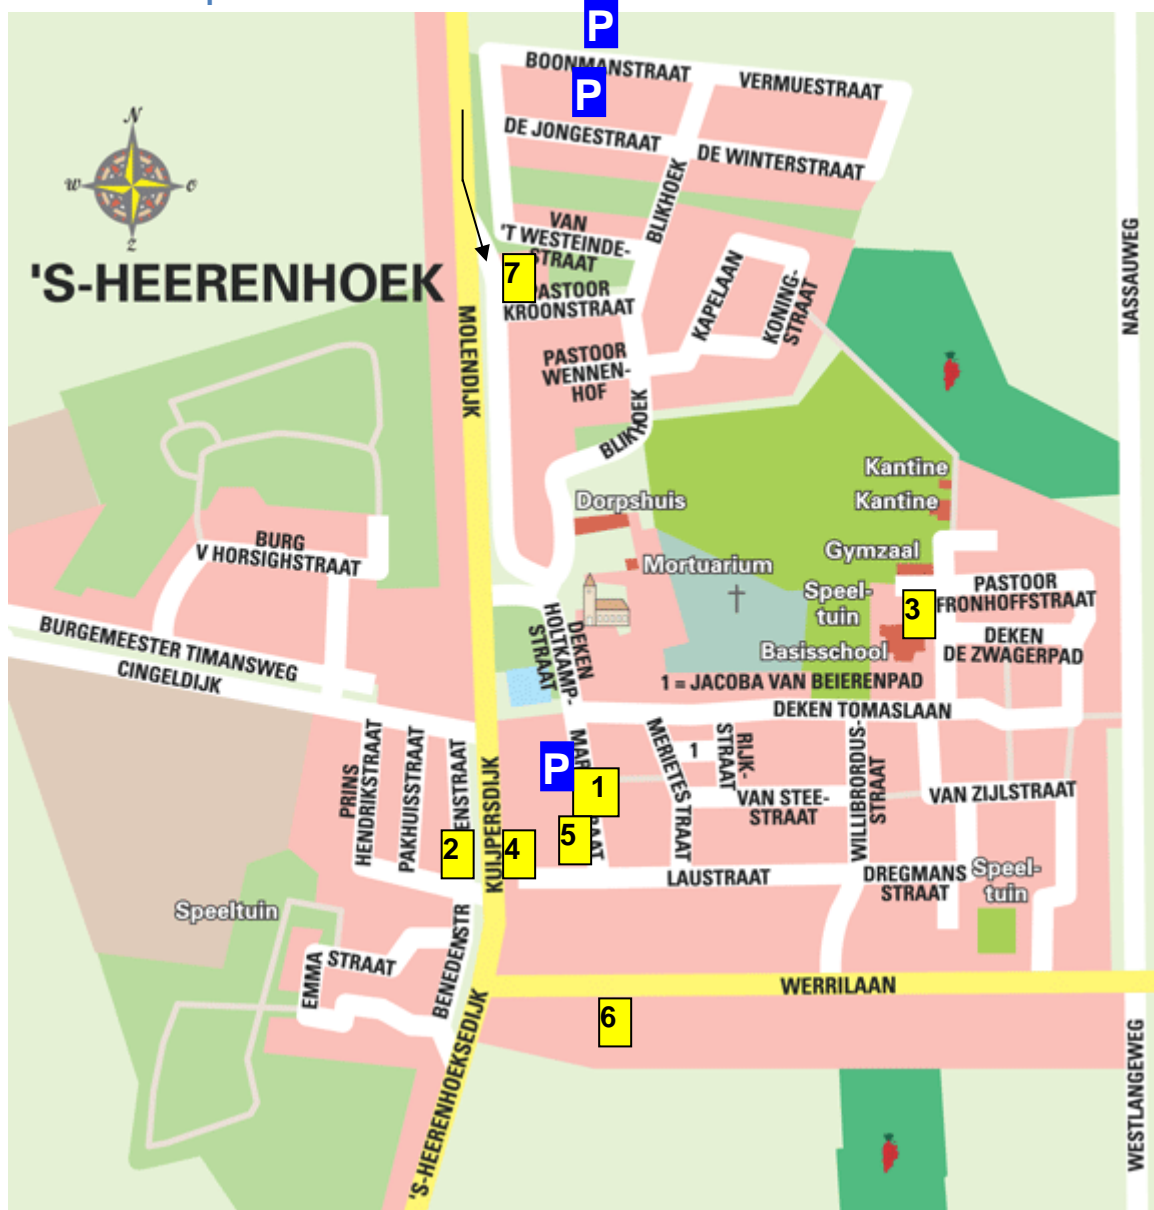 P
BOONMANSTRAAT
VERMUESTRAAT
P
N
W
O
Z
DE JONGESTRAAT
DE WINTERSTRAAT
BLIKHOEK
VAN
'T WESTEINDE-
STRAAT
7
'S-HEERENHOEK
PASTOOR
KROONSTRAAT
KAPELAAN
KONING-
STRAAT
NASSAUWEG
MOLENDIJK
PASTOOR
WENNEN-
HOF
BLIKHOEK
Kantine
Kantine
Dorpshuis
Gymzaal
Mortuarium
BURG
V HORSIGHSTRAAT
Speel-
tuin
3
PASTOOR
FRONHOFFSTRAAT
DEKEN
DE ZWAGERPAD
Basisschool
BURGEMEESTER TIMANSWEG
CINGELDIJK
DEKEN
HOLTKAMP-
STRAAT
1 = JACOBA VAN BEIERENPAD
DEKEN TOMASLAAN
PRINS
HENDRIKSTRAAT
PAKHUISSTRAAT
ENSTRAAT
KUIJPERSDIJK
P
MAR
RAAT
1
5
2
4
MERIETESTRAAT
1
RIJK-
STRAAT
VAN STEE-
STRAAT
WILLIBRORDUS-
STRAAT
VAN ZIJLSTRAAT
LAUSTRAAT
DREGMANS
STRAAT
Speel-
tuin
Speeltuin
EMMA
STRAAT
BENEDENSTR
WERRILAAN
6
'S-HEERENHOEKSEDIJK
WESTLANGEWEG